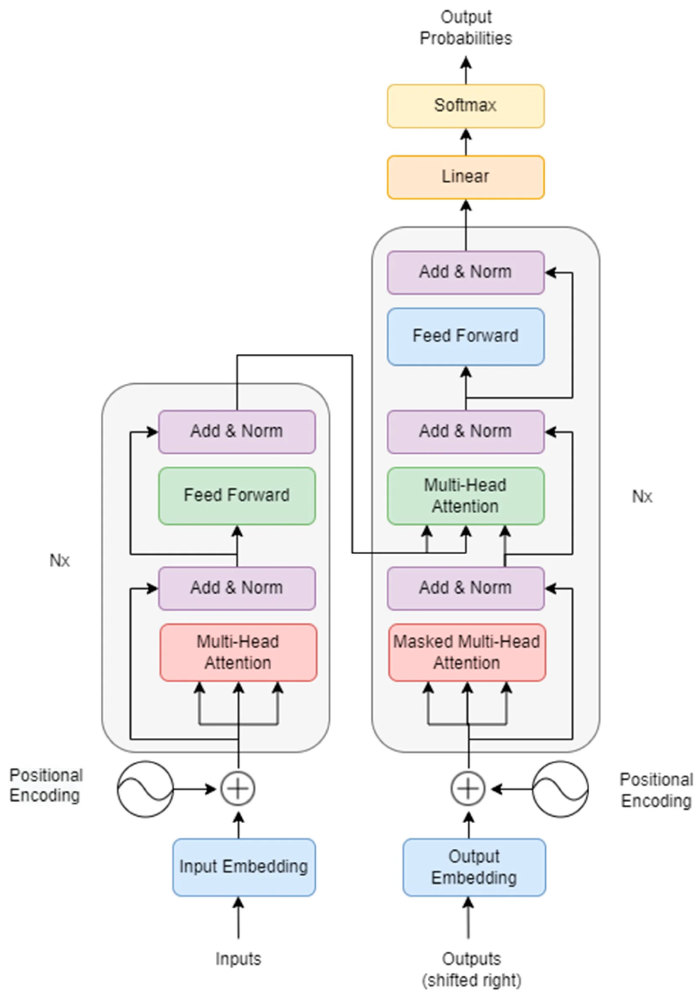 Output
Probabilities
Softmax
Linear
Add & Norm
Feed Forward
Add & Norm
Multi-Head
Attention
Nx
Add & Norm
Masked Multi-Head
Attention
Add & Norm
Feed Forward
Nx
Add & Norm
Multi-Head
Attention
Positional
Encoding
Positional
Encoding
Input Embedding
Output
Embedding
Inputs
Outputs
(shifted right)